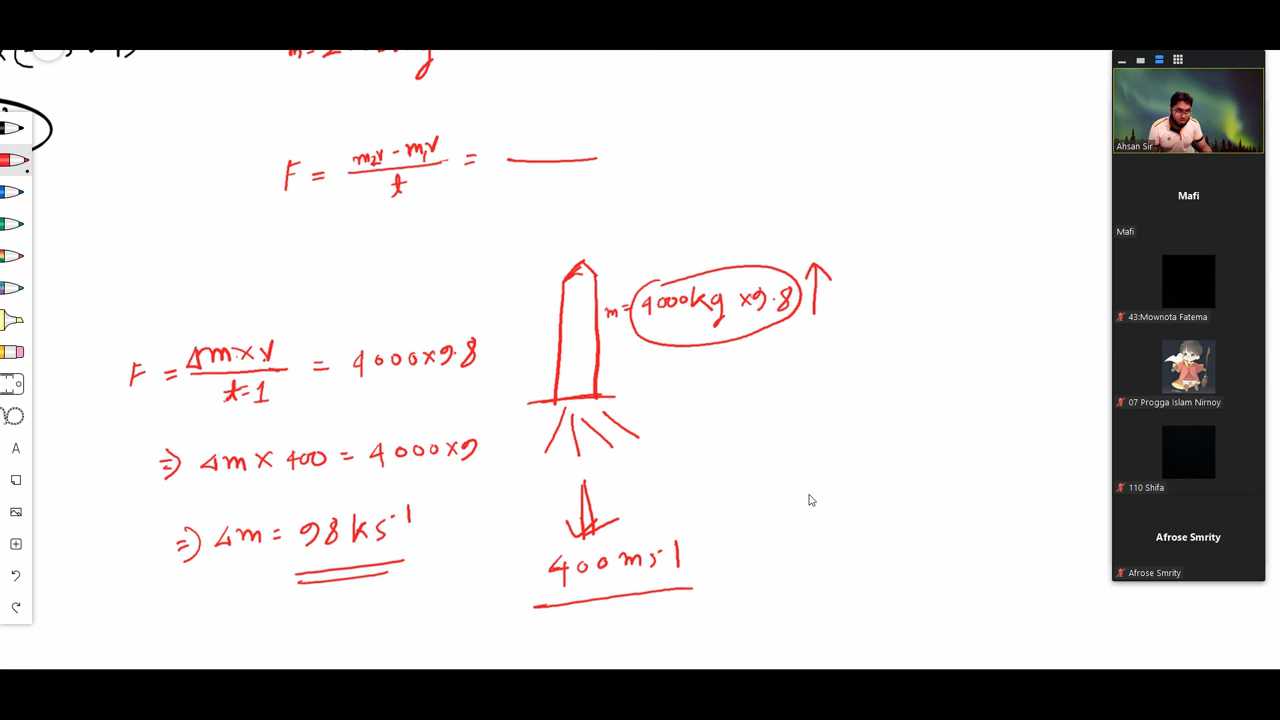 F = m₂v - m₁v / t = ———
m = 4000kg ×9.8
F = Δm×v / t=1 = 4000×9.8
⇒ Δm × 400 = 4000×9
⇒ Δm = 98 k s⁻¹
400 ms-1
Ahsan Sir
Mafi
Mafi
43:Mownota Fatema
07 Progga Islam Nirnoy
110 Shifa
Afrose Smrity
Afrose Smrity
A